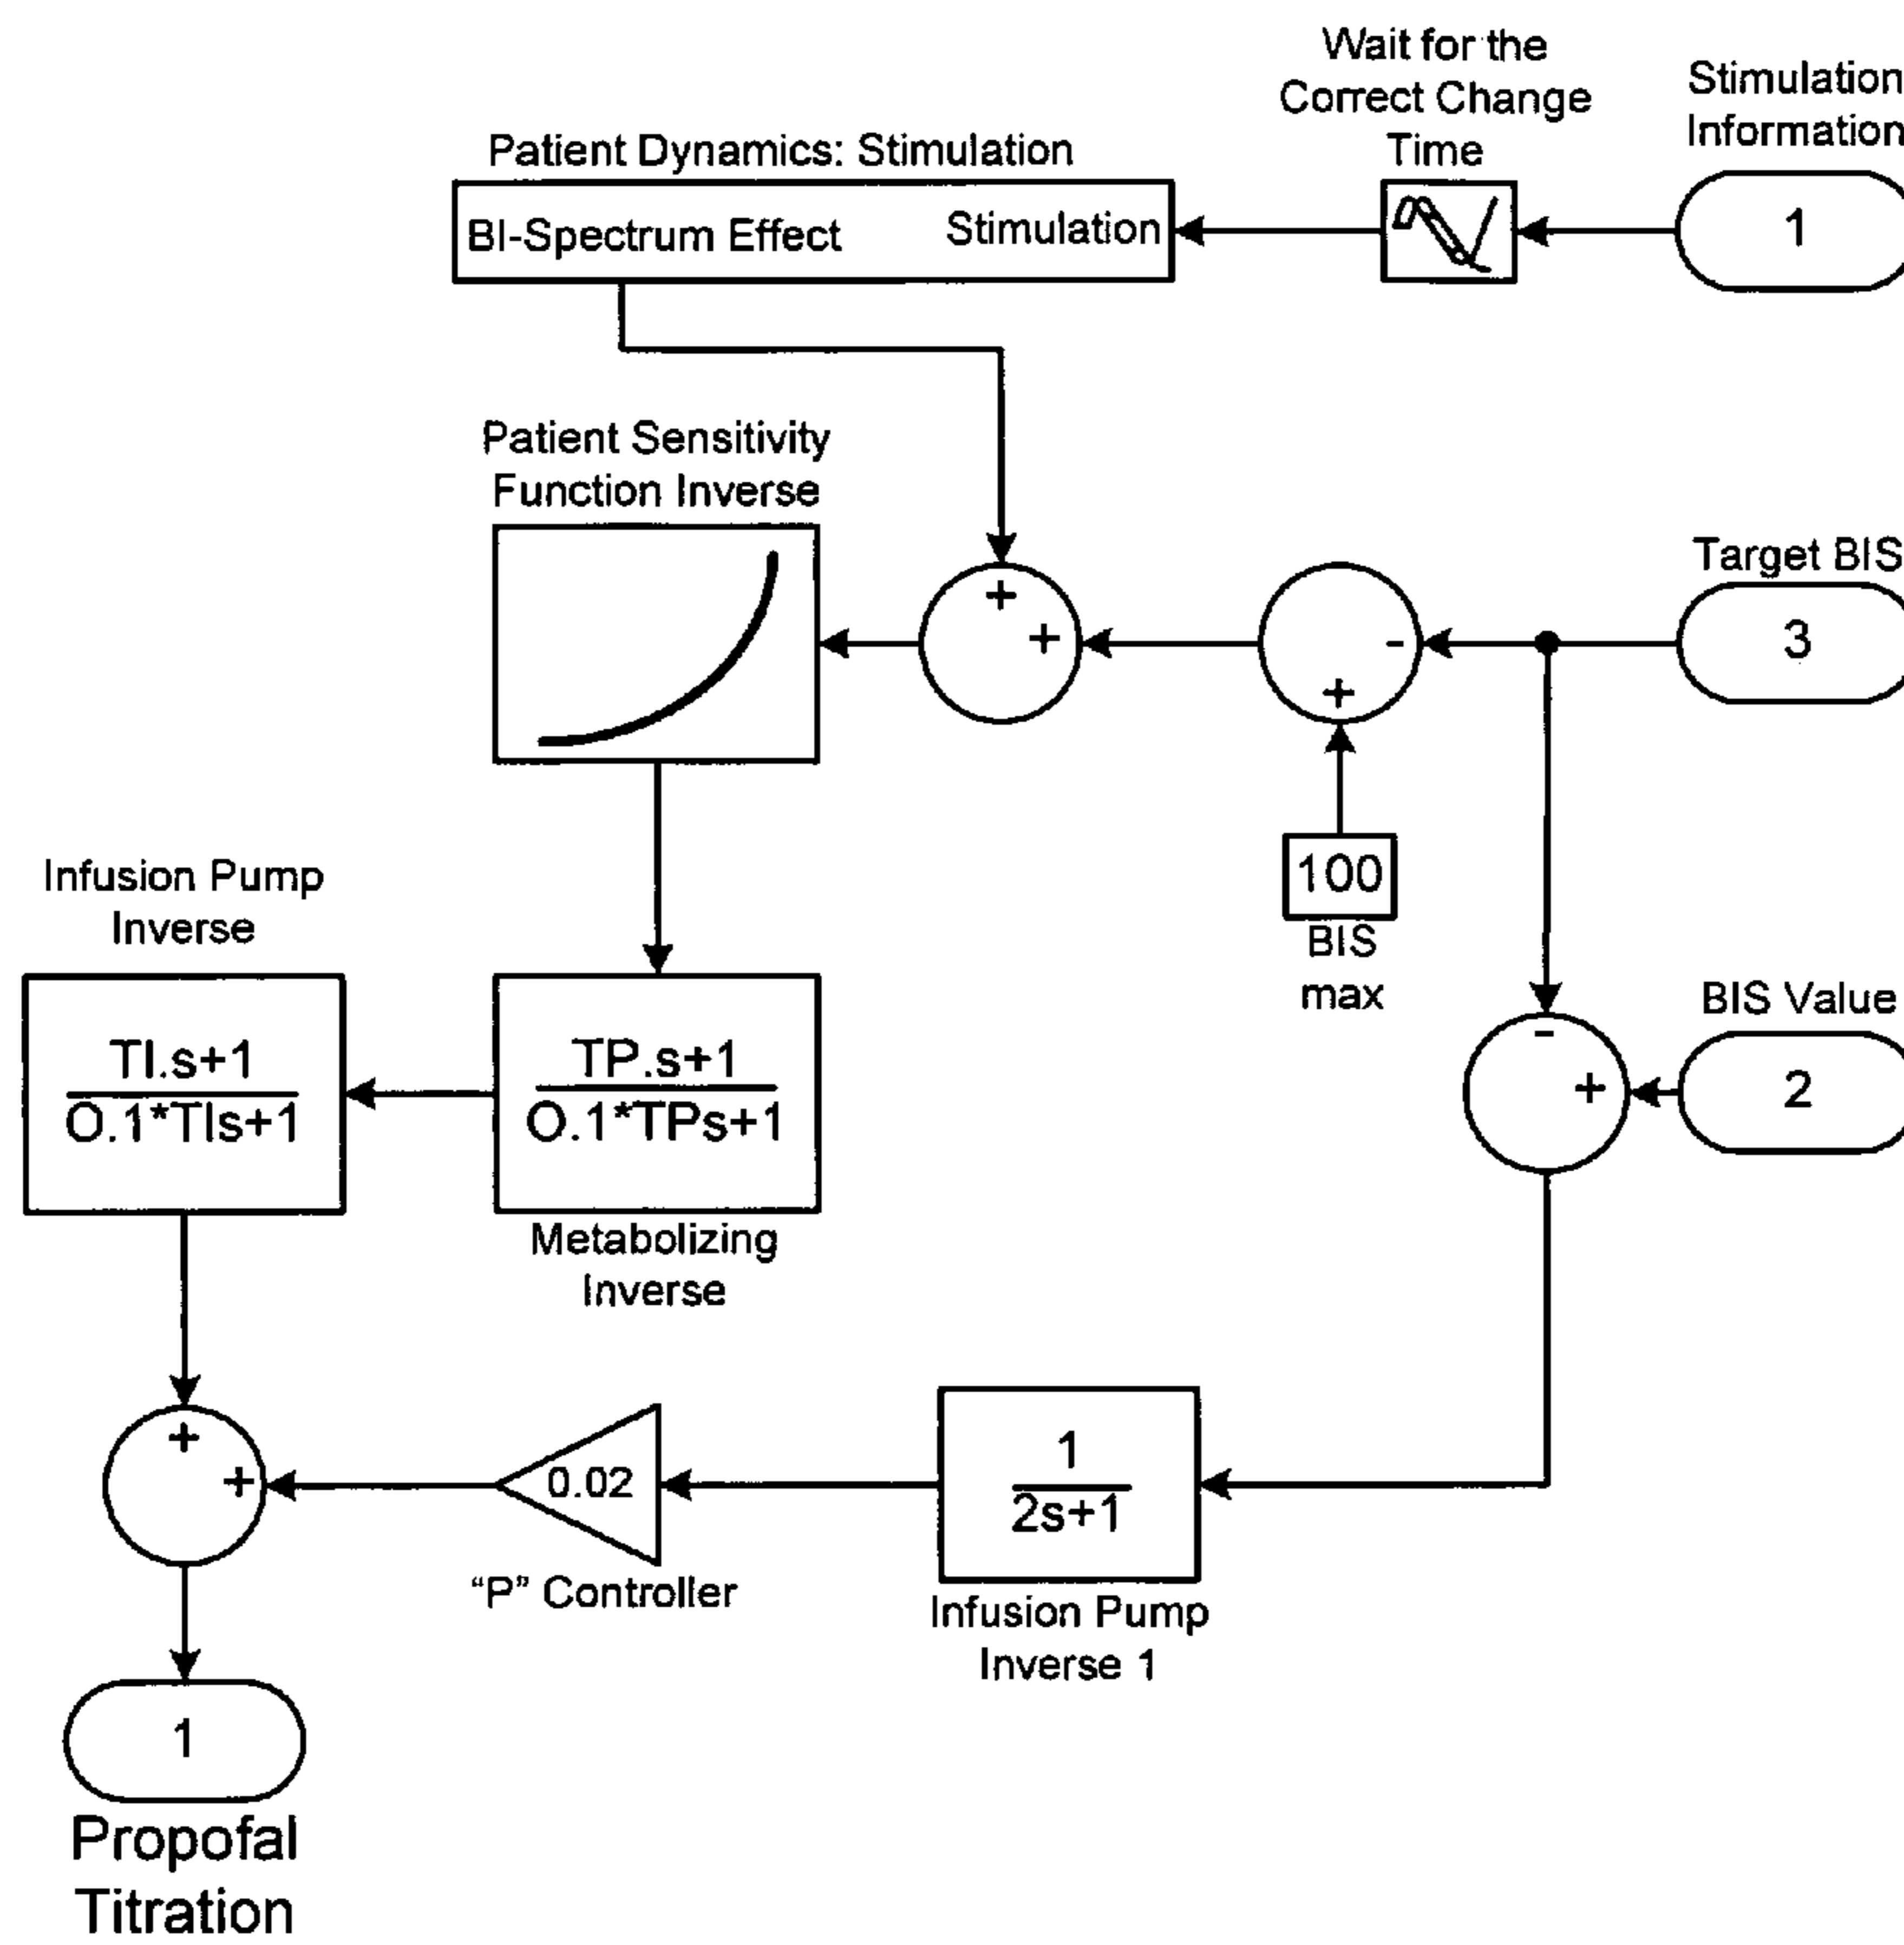 Wait for the
Correct Change
Time
Stimulation
Information
1
Patient Dynamics: Stimulation
BI-Spectrum Effect
Stimulation
Patient Sensitivity
Function Inverse
+
+
-
+
Target BIS
3
100
BIS
max
Infusion Pump
Inverse
TI.s+1
O.1*TIs+1
TP.s+1
O.1*TPs+1
Metabolizing
Inverse
-
+
BIS Value
2
+
+
0.02
"P" Controller
1
2s+1
Infusion Pump
Inverse 1
1
Propofal
Titration